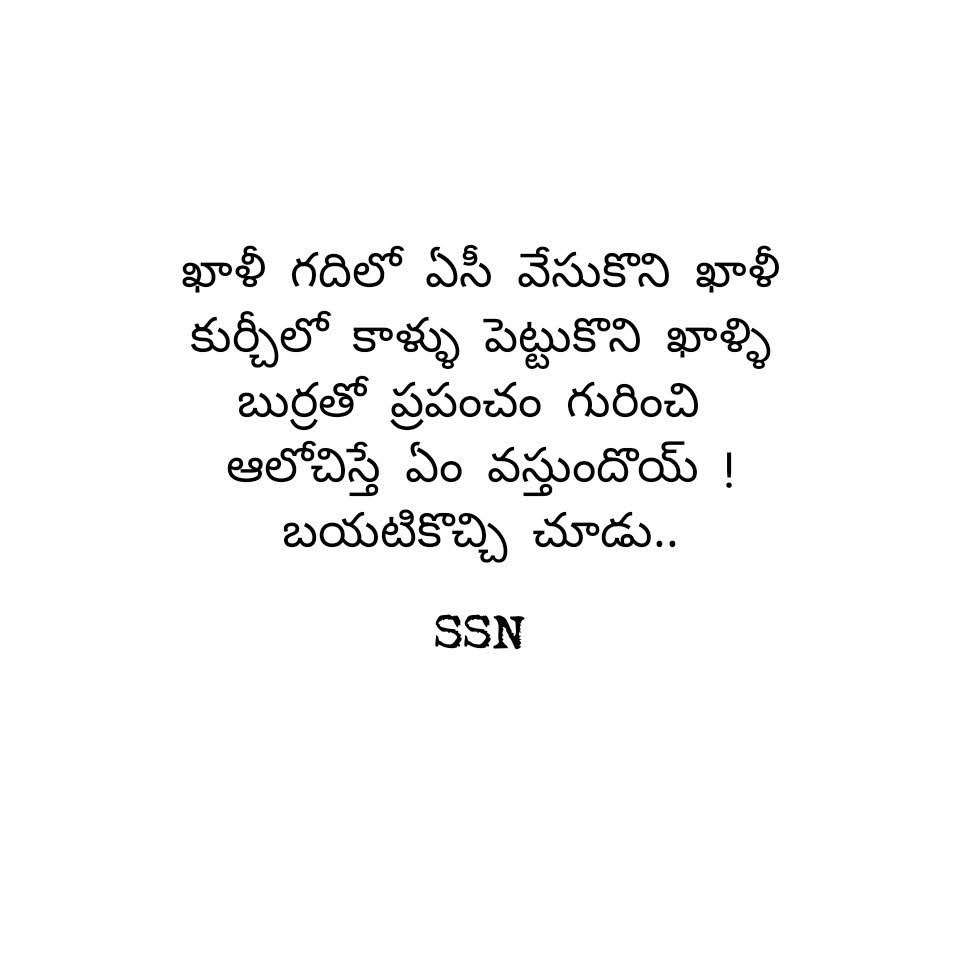 ఖాళీ గదిలో ఏసీ వేసుకొని ఖాళీ
కుర్చీలో కాళ్ళు పెట్టుకొని ఖాళ్ళి
బుర్రతో ప్రపంచం గురించి
ఆలోచిస్తే ఏం వస్తుందొయ్ !
బయటికొచ్చి చూడు..
SSN